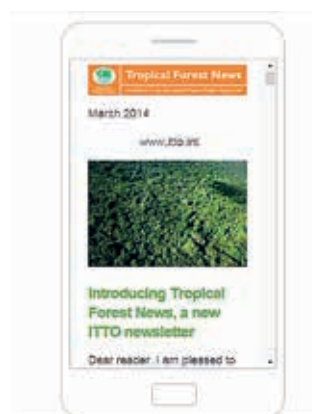 Tropical Forest News
March 2014
www.itto.int
Introducing Tropical
Forest News, a new
ITTO newsletter
Dear reader, I am pleased to